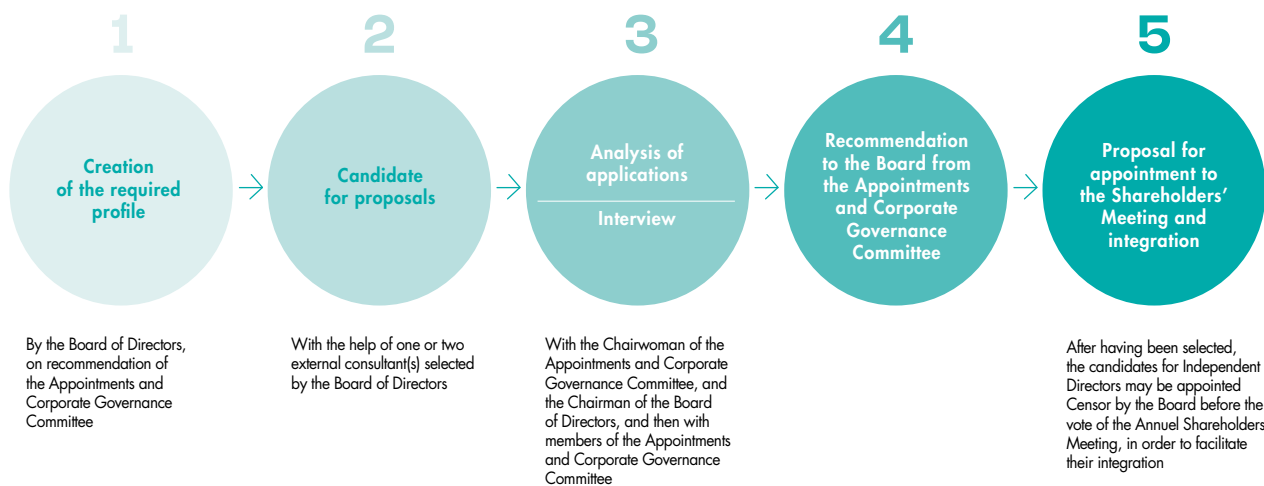 1
Creation
of the required
profile
By the Board of Directors,
on recommendation of
the Appointments and
Corporate Governance
Committee
2
Candidate
for proposals
With the help of one or two
external consultant(s) selected
by the Board of Directors
3
Analysis of
applications
Interview
With the Chairwoman of the
Appointments and Corporate
Governance Committee, and
the Chairman of the Board
of Directors, and then with
members of the Appointments
and Corporate Governance
Committee
4
Recommendation
to the Board from
the Appointments
and Corporate
Governance
Committee
5
Proposal for
appointment to
the Shareholders’
Meeting and
integration
After having been selected,
the candidates for Independent
Directors may be appointed
Censor by the Board before the
vote of the Annuel Shareholders
Meeting, in order to facilitate
their integration